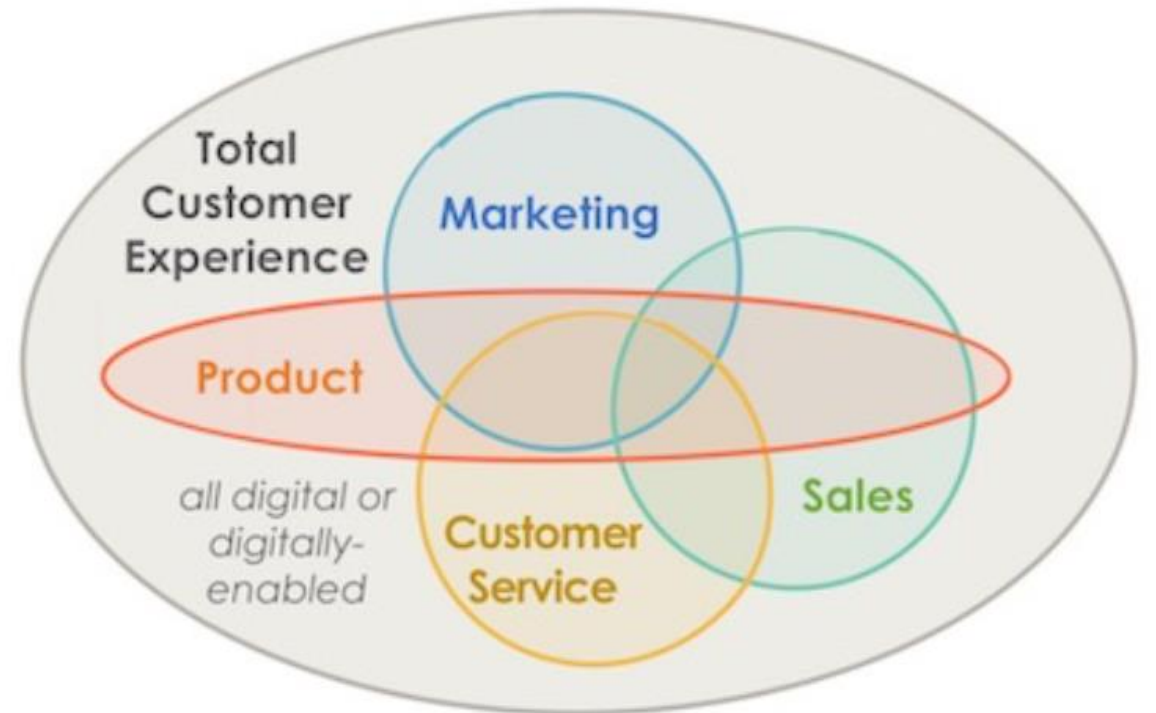 Total
Customer
Experience
Marketing
Product
all digital or
digitally-
enabled
Customer
Service
Sales